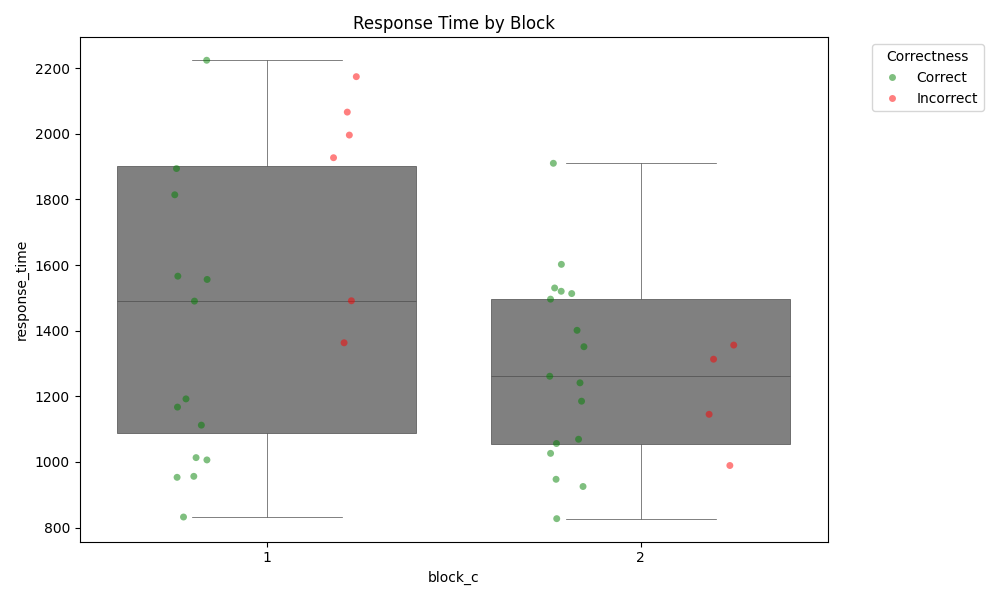 Response Time by Block
Correctness
Correct
Incorrect
2200
2000
1800
1600
1400
1200
1000
800
response_time
1
2
block_c